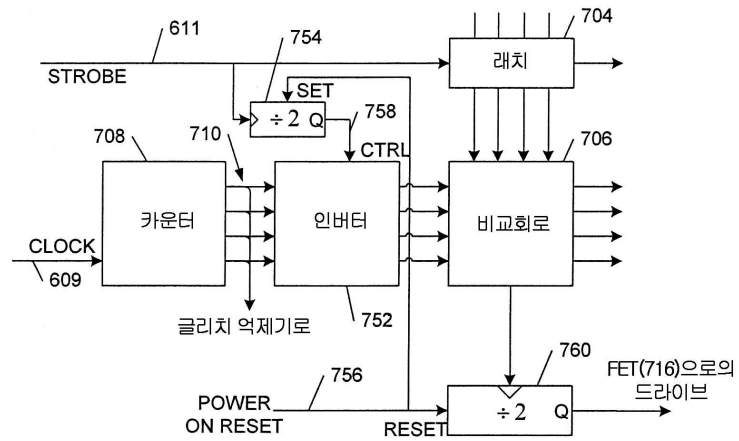 611
754
704
STROBE
래치
SET
÷2 Q
758
708
710
CTRL
706
카운터
인버터
비교회로
CLOCK
609
글리치 억제기로
752
756
760
FET(716)으로의
드라이브
POWER
ON RESET
RESET
÷2 Q